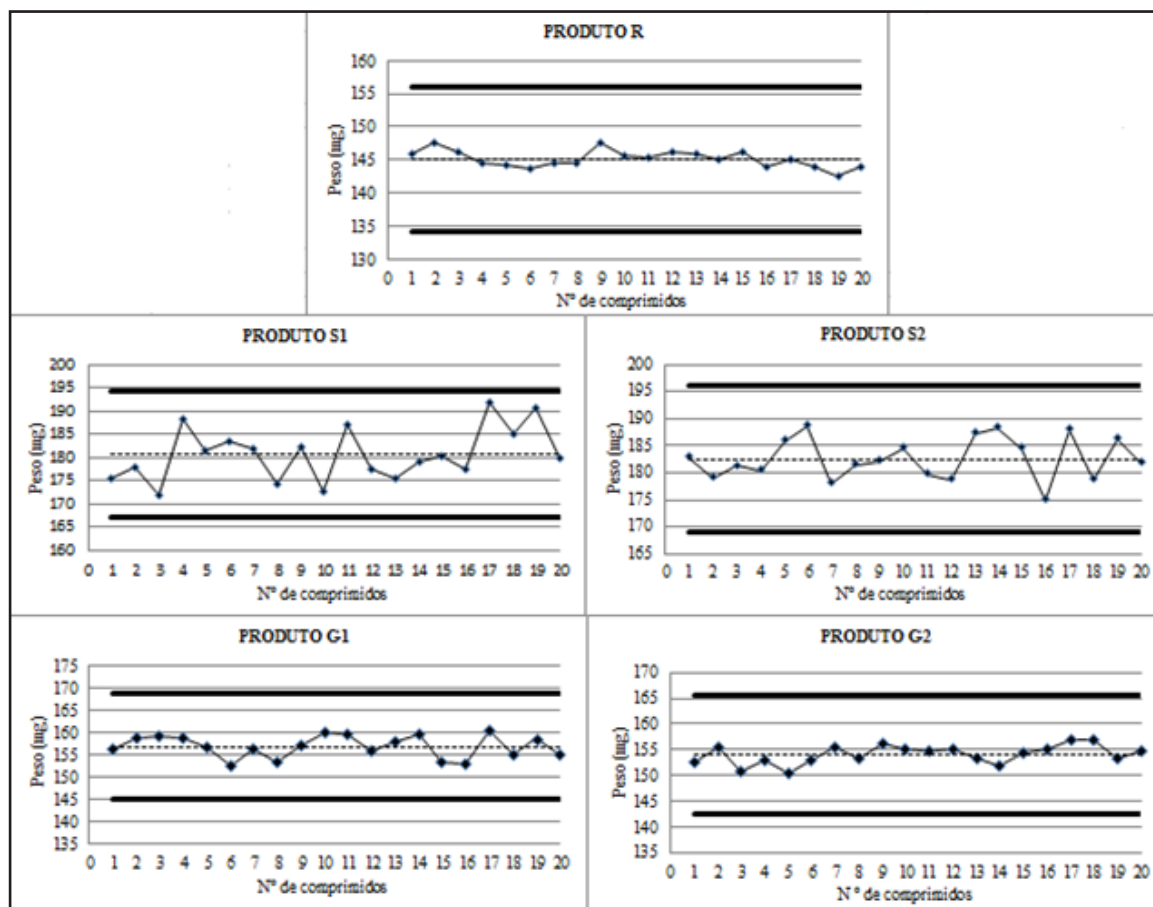 PRODUTO R
Peso (mg)
160
155
150
145
140
135
130
0 1 2 3 4 5 6 7 8 9 10 11 12 13 14 15 16 17 18 19 20
Nº de comprimidos
PRODUTO S1
Peso (mg)
200
195
190
185
180
175
170
165
160
0 1 2 3 4 5 6 7 8 9 10 11 12 13 14 15 16 17 18 19 20
Nº de comprimidos
PRODUTO S2
Peso (mg)
200
195
190
185
180
175
170
165
0 1 2 3 4 5 6 7 8 9 10 11 12 13 14 15 16 17 18 19 20
Nº de comprimidos
PRODUTO G1
Peso (mg)
175
170
165
160
155
150
145
140
135
0 1 2 3 4 5 6 7 8 9 10 11 12 13 14 15 16 17 18 19 20
Nº de comprimidos
PRODUTO G2
Peso (mg)
170
165
160
155
150
145
140
135
0 1 2 3 4 5 6 7 8 9 10 11 12 13 14 15 16 17 18 19 20
Nº de comprimidos